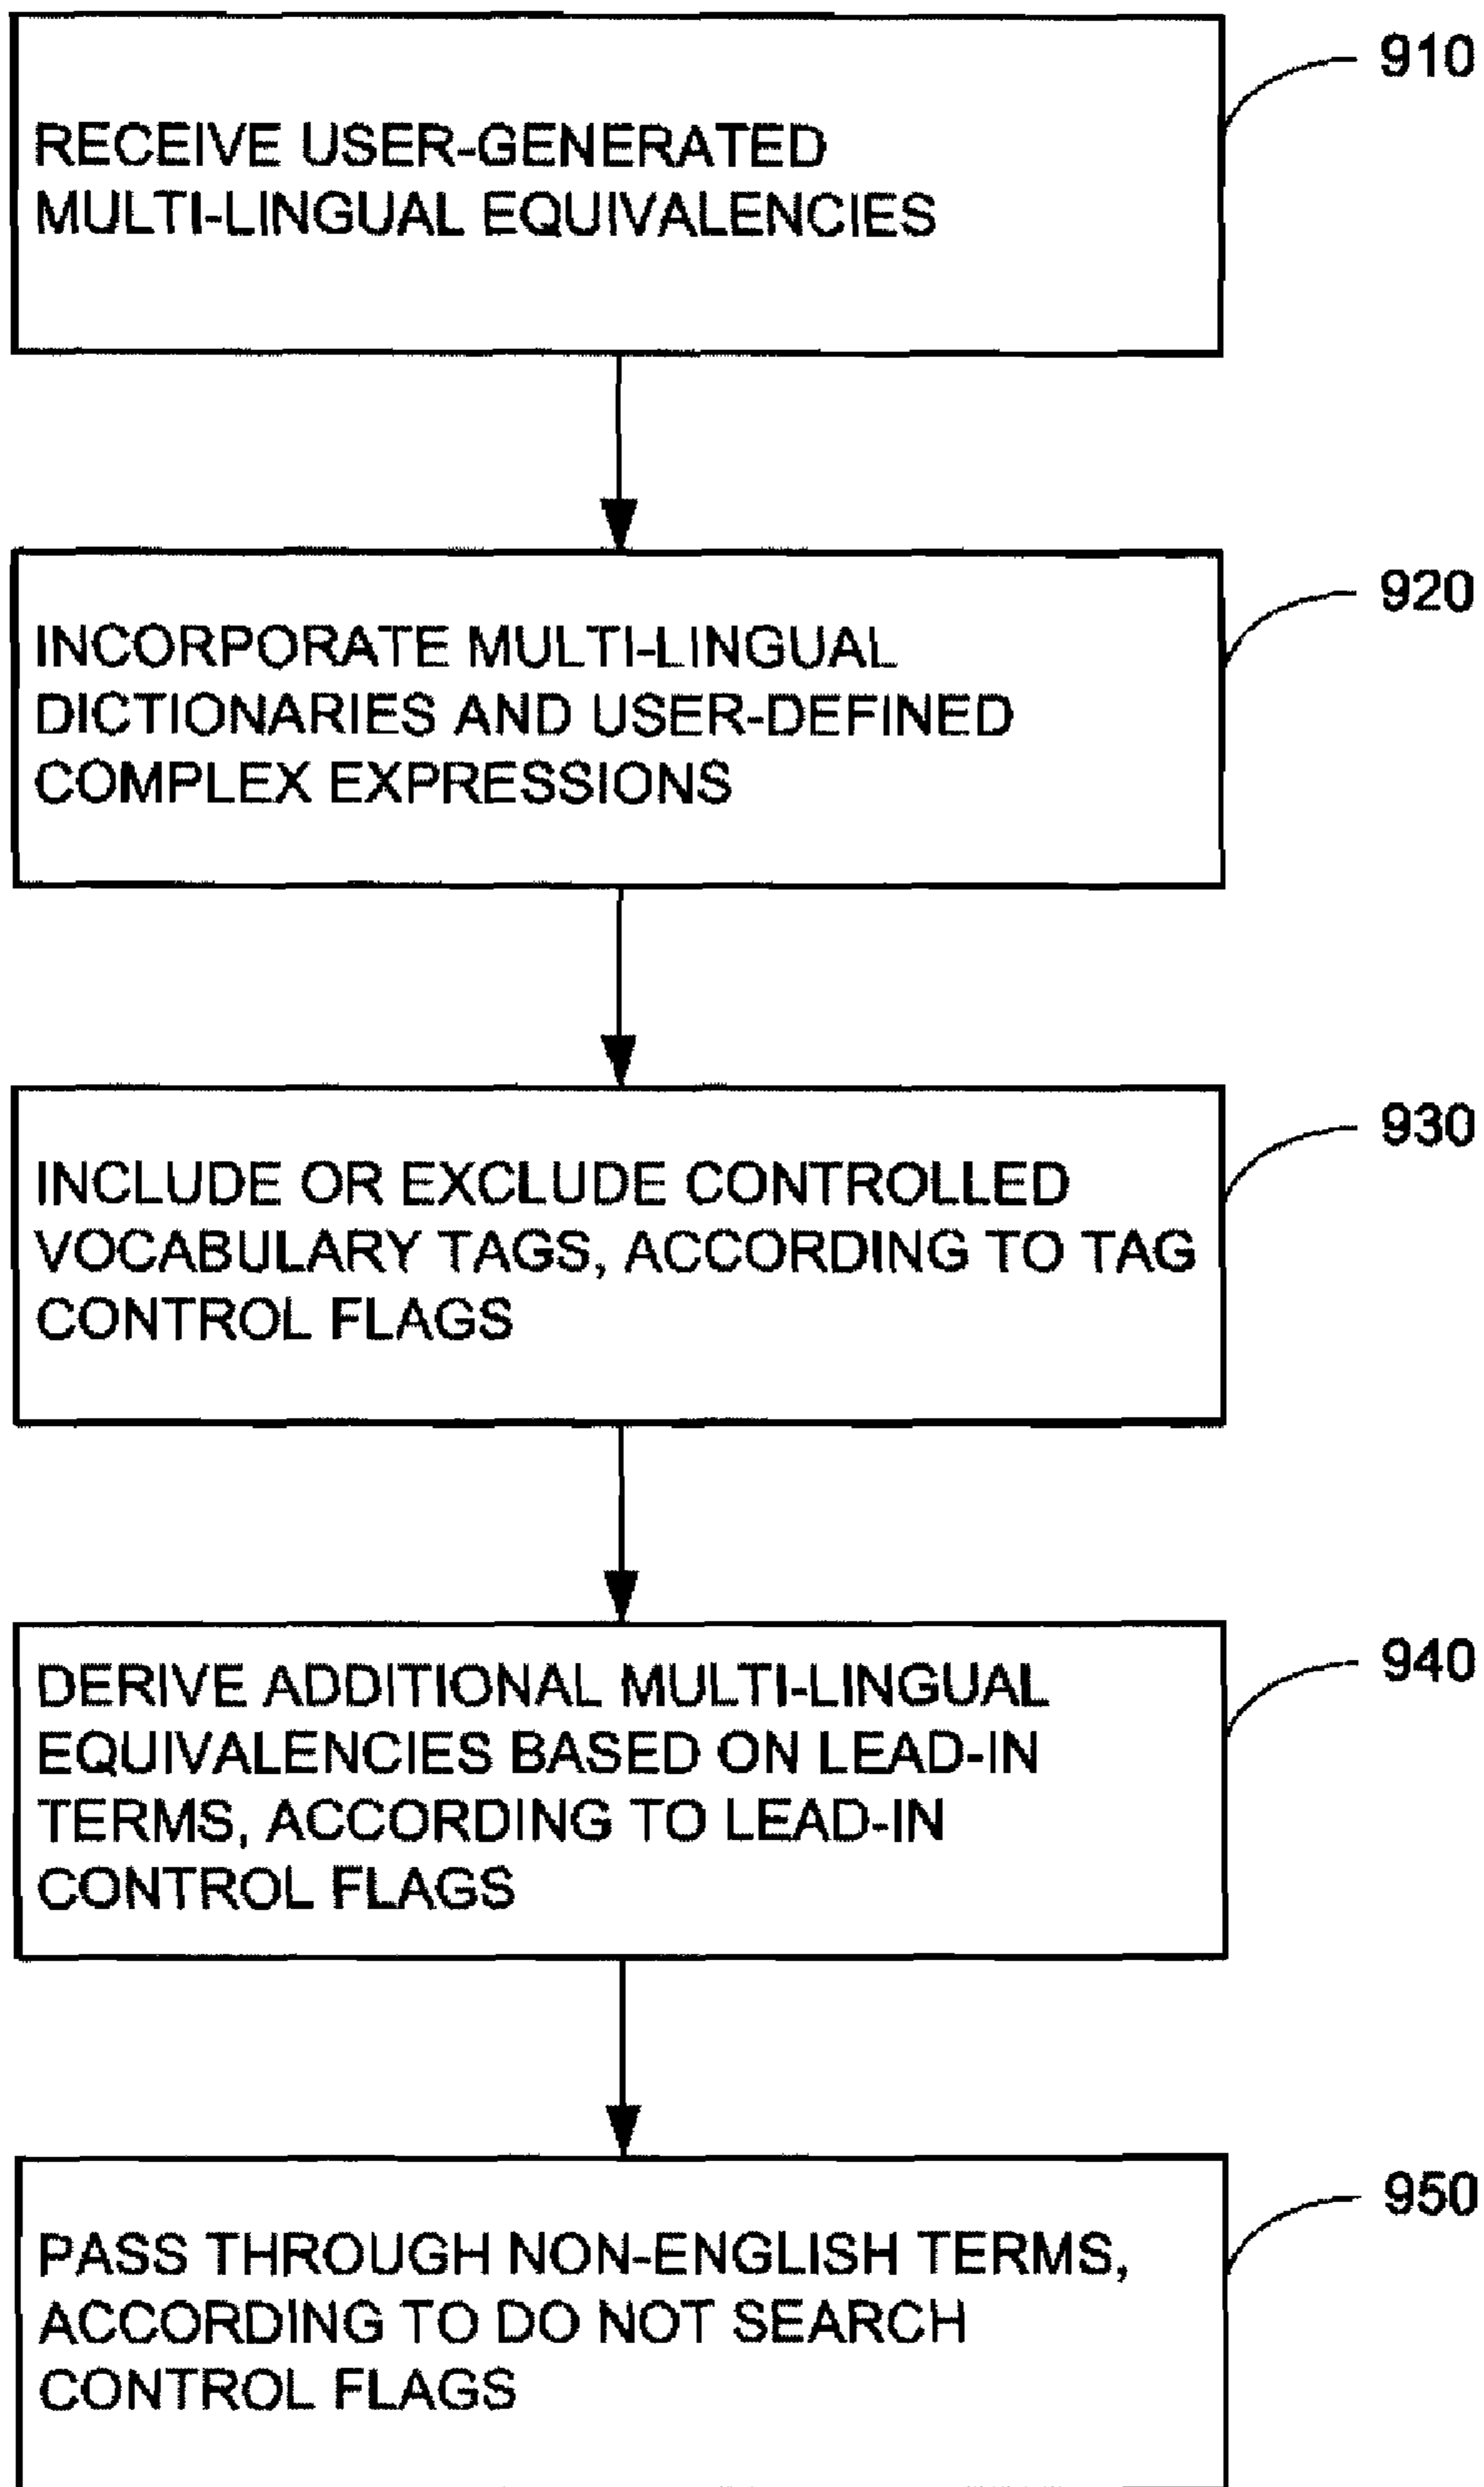 910
RECEIVE USER-GENERATED
MULTI-LINGUAL EQUIVALENCIES
920
INCORPORATE MULTI-LINGUAL
DICTIONARIES AND USER-DEFINED
COMPLEX EXPRESSIONS
930
INCLUDE OR EXCLUDE CONTROLLED
VOCABULARY TAGS, ACCORDING TO TAG
CONTROL FLAGS
940
DERIVE ADDITIONAL MULTI-LINGUAL
EQUIVALENCIES BASED ON LEAD-IN
TERMS, ACCORDING TO LEAD-IN
CONTROL FLAGS
950
PASS THROUGH NON-ENGLISH TERMS,
ACCORDING TO DO NOT SEARCH
CONTROL FLAGS